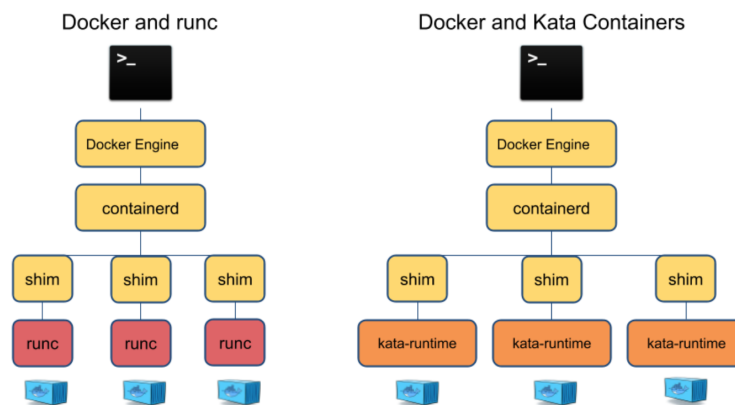 Docker and runc
>_
Docker Engine
containerd
shim shim shim
runc runc runc
Docker and Kata Containers
>_
Docker Engine
containerd
shim shim shim
kata-runtime kata-runtime kata-runtime